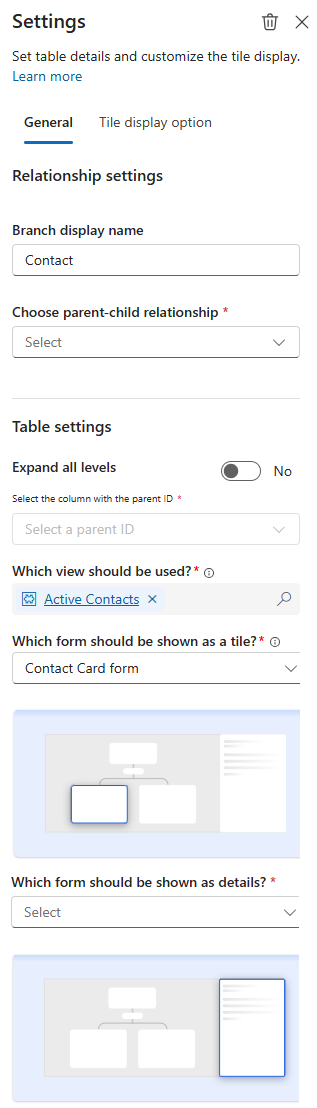 Settings
Set table details and customize the tile display.
Learn more
General Tile display option
Relationship settings
Branch display name
Contact
Choose parent-child relationship *
Select
Table settings
Expand all levels No
Select the column with the parent ID *
Select a parent ID
Which view should be used? *
Active Contacts
Which form should be shown as a tile? *
Contact Card form
Which form should be shown as details? *
Select